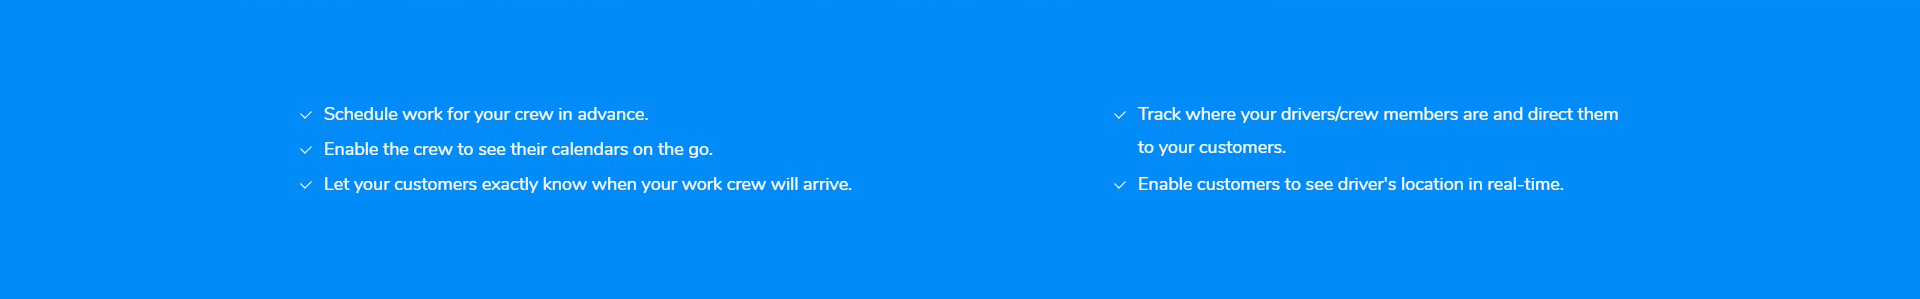 Schedule work for your crew in advance.
Enable the crew to see their calendars on the go.
Let your customers exactly know when your work crew will arrive.
Track where your drivers/crew members are and direct them
to your customers.
Enable customers to see driver's location in real-time.